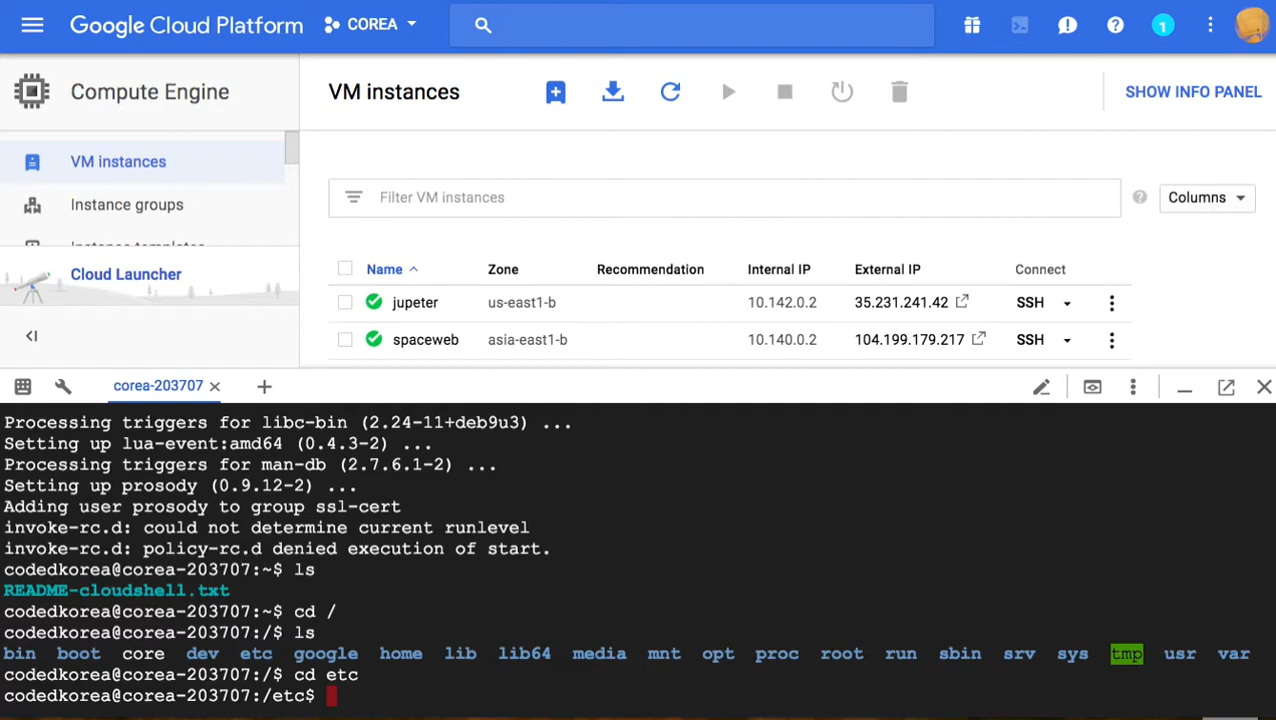 Google Cloud Platform COREA 1
Compute Engine VM instances SHOW INFO PANEL
VM instances
Filter VM instances Columns
Instance groups
Instance templates
Name Zone Recommendation Internal IP External IP Connect
Cloud Launcher
jupeter us-east1-b 10.142.0.2 35.231.241.42 SSH
spaceweb asia-east1-b 10.140.0.2 104.199.179.217 SSH
corea-203707
Processing triggers for libc-bin (2.24-11+deb9u3) ...
Setting up lua-event:amd64 (0.4.3-2) ...
Processing triggers for man-db (2.7.6.1-2) ...
Setting up prosody (0.9.12-2) ...
Adding user prosody to group ssl-cert
invoke-rc.d: could not determine current runlevel
invoke-rc.d: policy-rc.d denied execution of start.
codedkorea@corea-203707:~$ ls
README-cloudshell.txt
codedkorea@corea-203707:~$ cd /
codedkorea@corea-203707:/$ ls
bin boot core dev etc google home lib lib64 media mnt opt proc root run sbin srv sys tmp usr var
codedkorea@corea-203707:/$ cd etc
codedkorea@corea-203707:/etc$